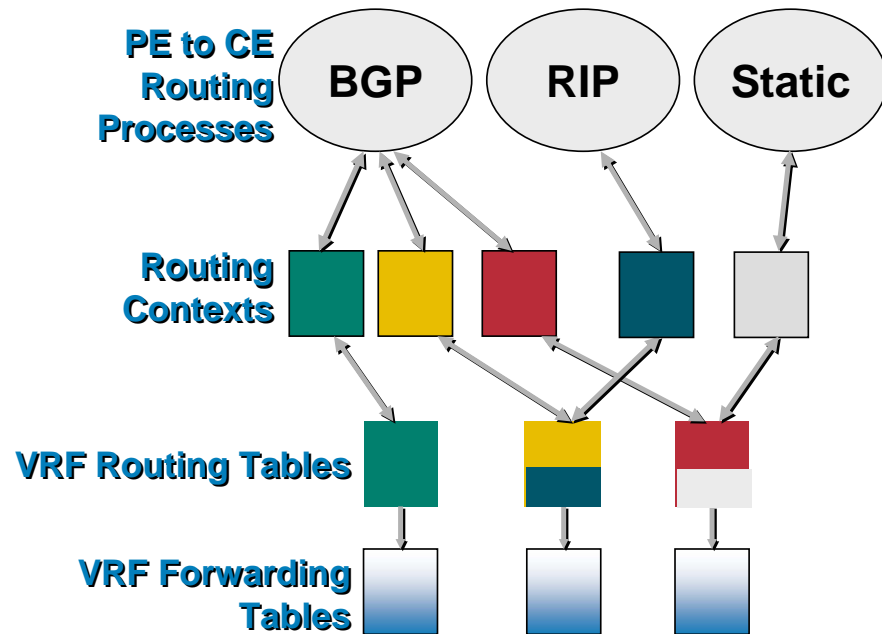 PE to CE
Routing
Processes
BGP
RIP
Static
Routing
Contexts
VRF Routing Tables
VRF Forwarding
Tables